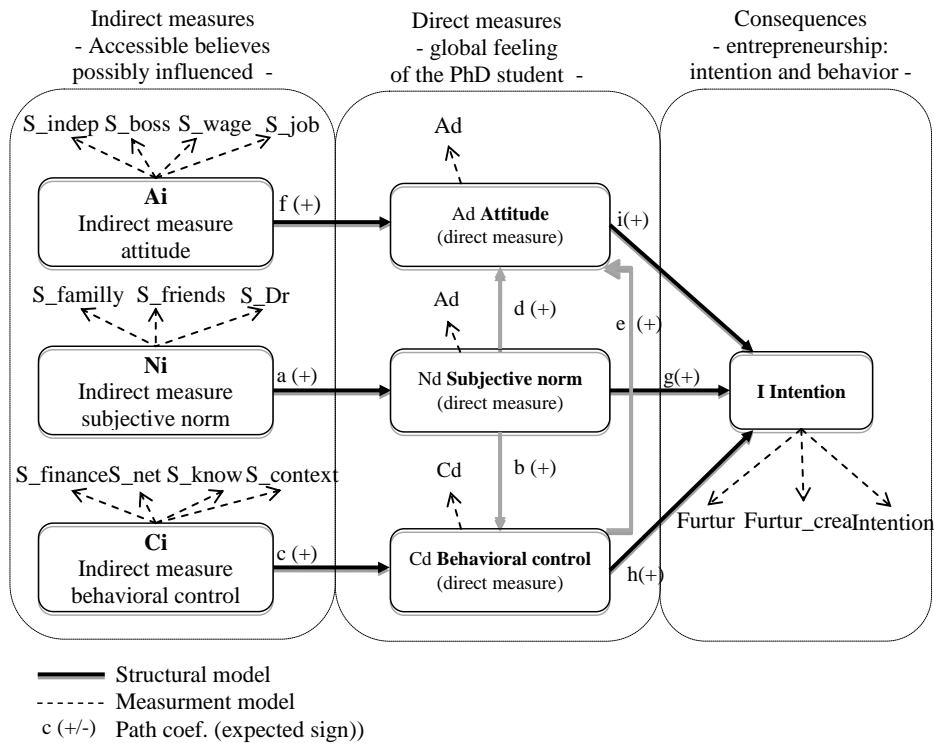 Indirect measures
- Accessible believes
possibly influenced -
Direct measures
- global feeling
of the PhD student -
Consequences
- entrepreneurship:
intention and behavior -
S_indep S_boss S_wage S_job
Ai
Indirect measure
attitude
f (+)
Ad
Ad Attitude
(direct measure)
i(+)
S_familly S_friends S_Dr
Ni
Indirect measure
subjective norm
a (+)
Ad
d (+)
e (+)
Nd Subjective norm
(direct measure)
g(+)
I Intention
S_finance S_net S_know S_context
Ci
Indirect measure
behavioral control
c (+)
Cd
b (+)
Cd Behavioral control
(direct measure)
h(+)
Furtur Furtur_crea Intention
Structural model
Measurment model
c (+/-) Path coef. (expected sign))